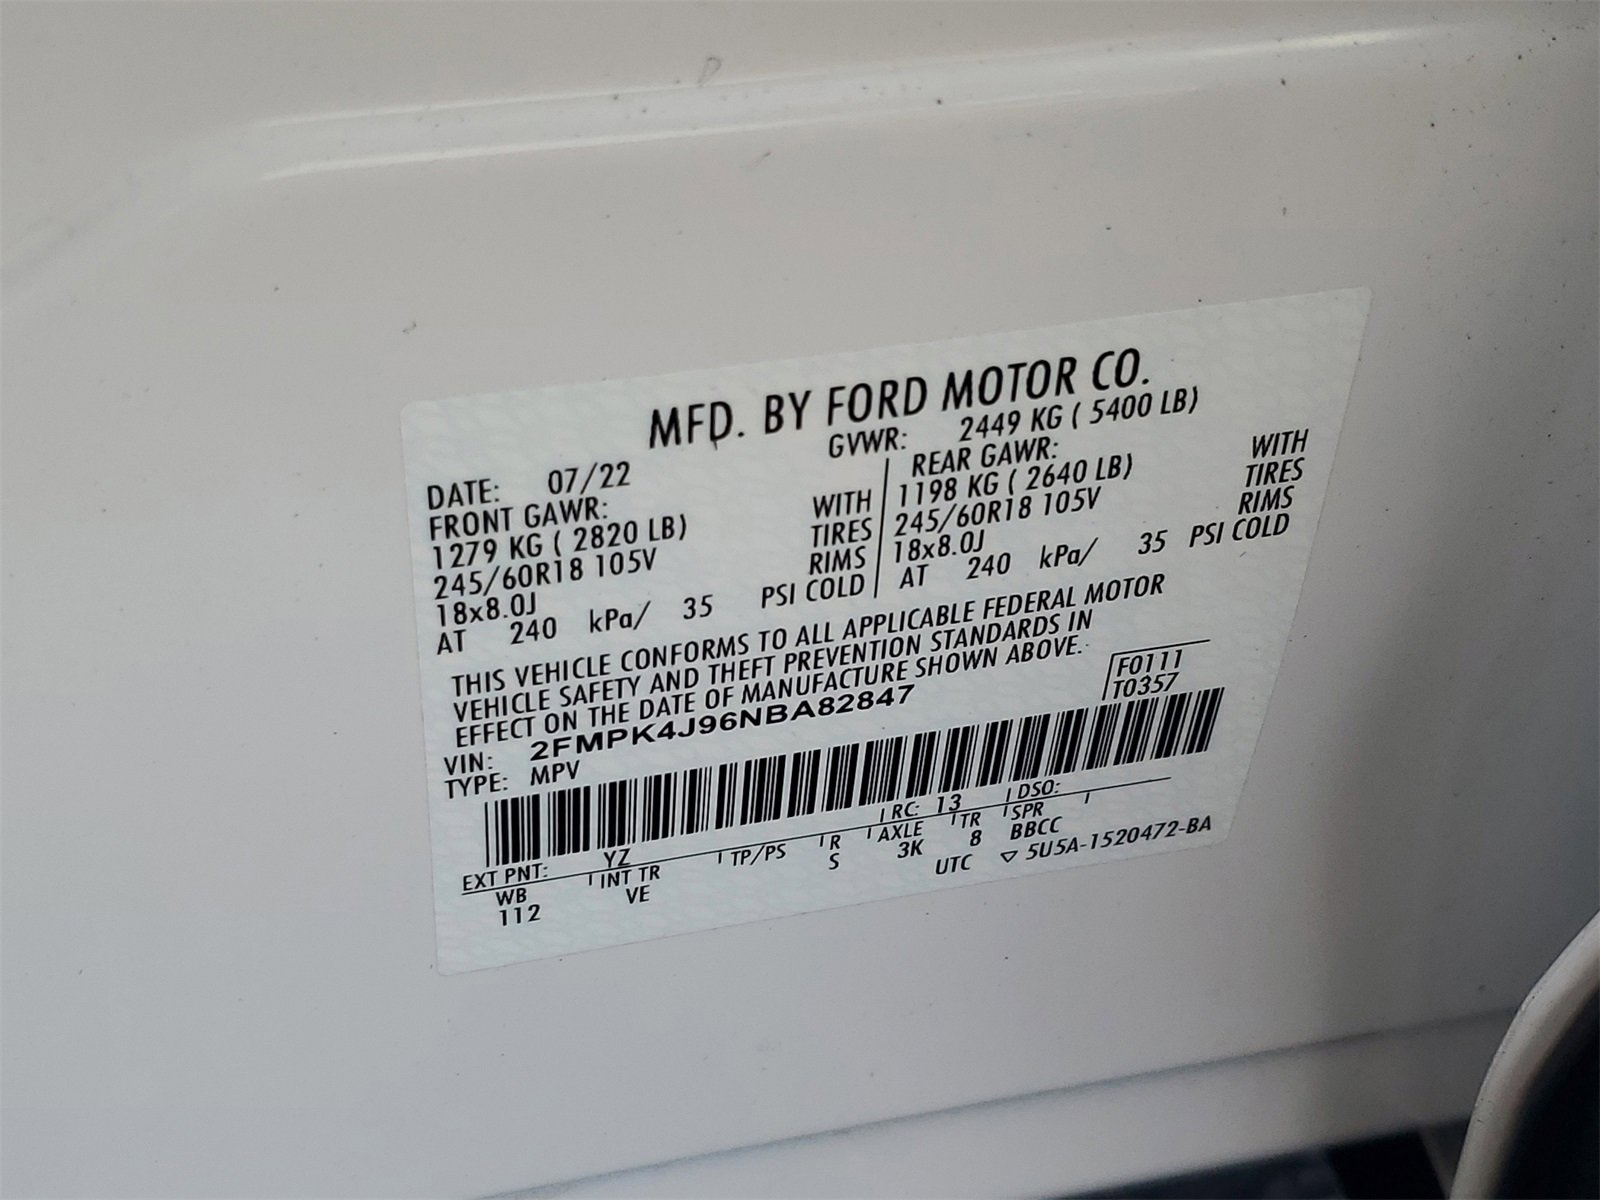 MFD. BY FORD MOTOR CO.
DATE: 07/22 GVWR: 2449 KG ( 5400 LB)
FRONT GAWR:
1279 KG ( 2820 LB) WITH
245/60R18 105V TIRES
18x8.0J RIMS
AT 240 kPa/ 35 PSI COLD
REAR GAWR:
1198 KG ( 2640 LB) WITH
245/60R18 105V TIRES
18x8.0J RIMS
AT 240 kPa/ 35 PSI COLD
THIS VEHICLE CONFORMS TO ALL APPLICABLE FEDERAL MOTOR
VEHICLE SAFETY AND THEFT PREVENTION STANDARDS IN
EFFECT ON THE DATE OF MANUFACTURE SHOWN ABOVE.
VIN: 2FMPK4J96NBA82847
TYPE: MPV
F0111
T0357
EXT PNT: YZ RC: 13 DSO:
WB INT TR TP/PS R AXLE TR SPR
112 VE S 3K 8 BBCC
UTC ▽ 5U5A-1520472-BA